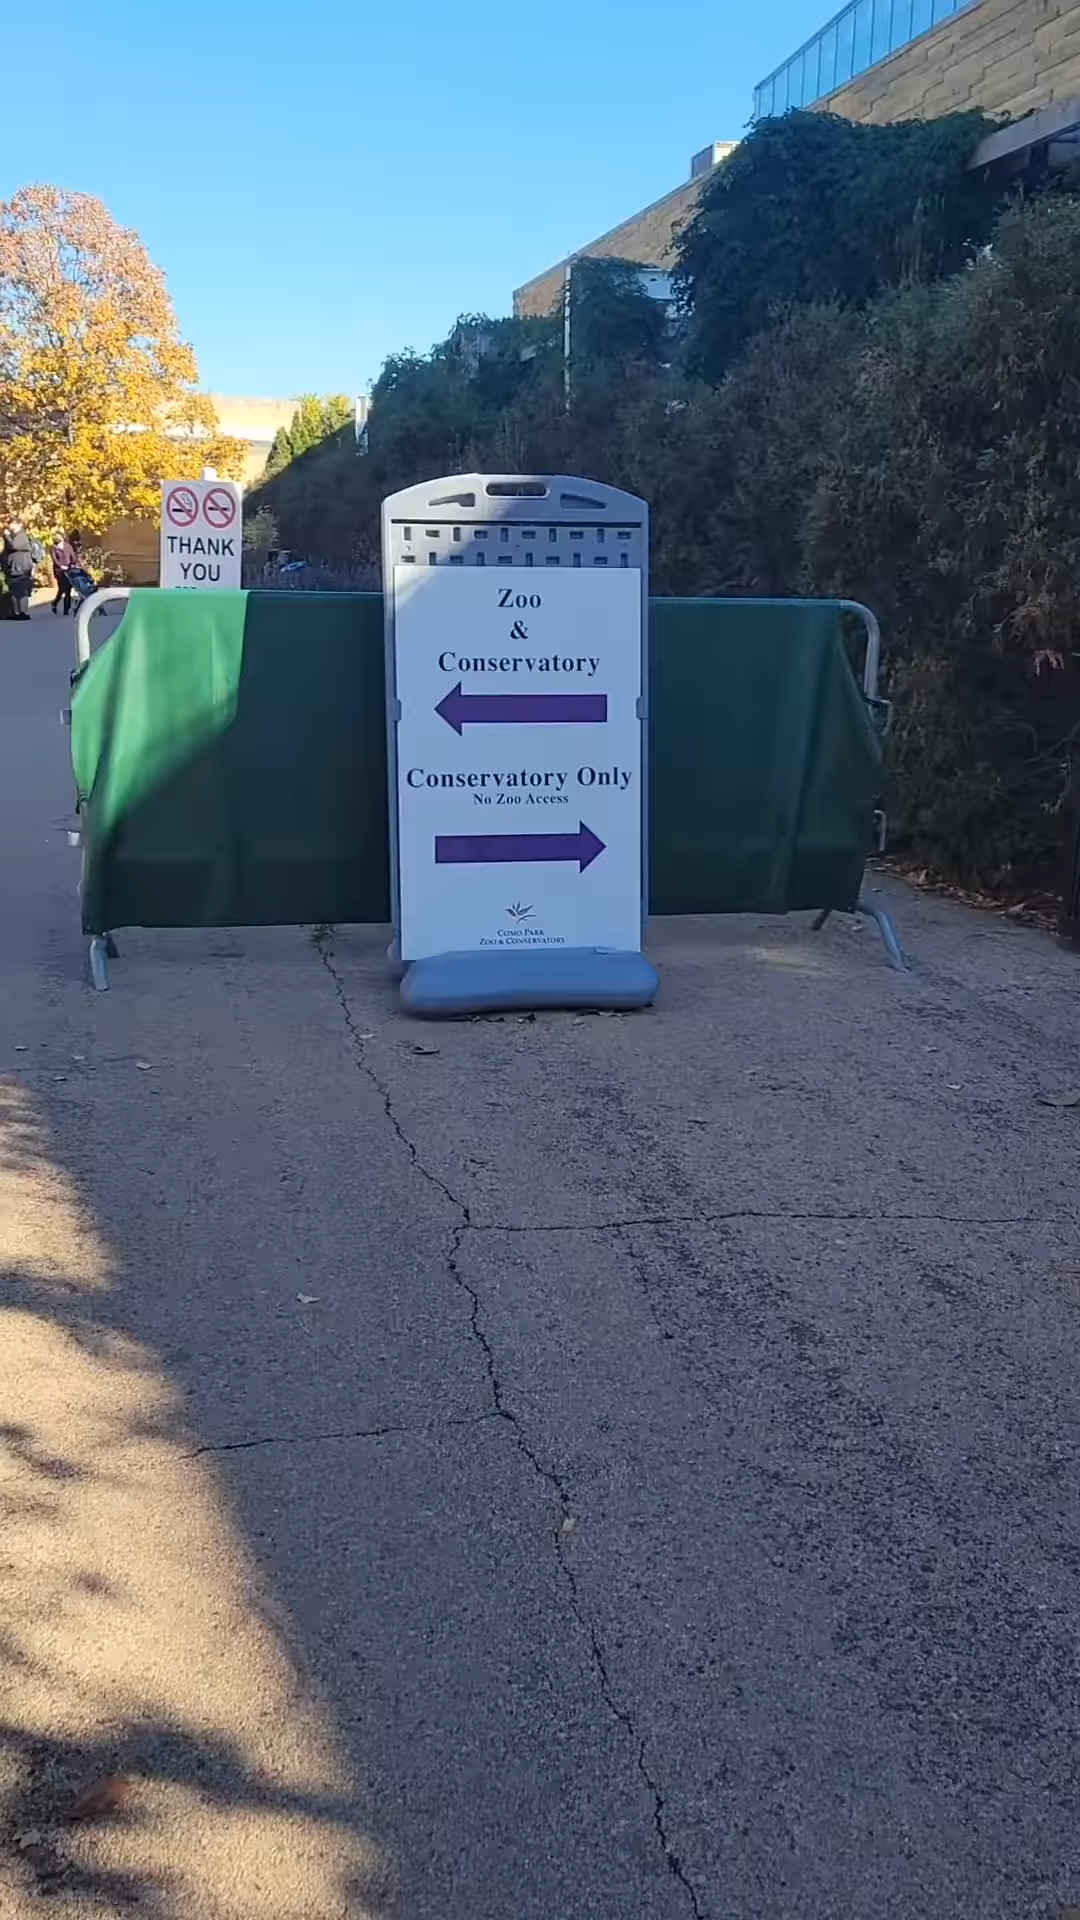 THANK
YOU
Zoo
&
Conservatory
Conservatory Only
No Zoo Access
COMO PARK
ZOO & CONSERVATORY